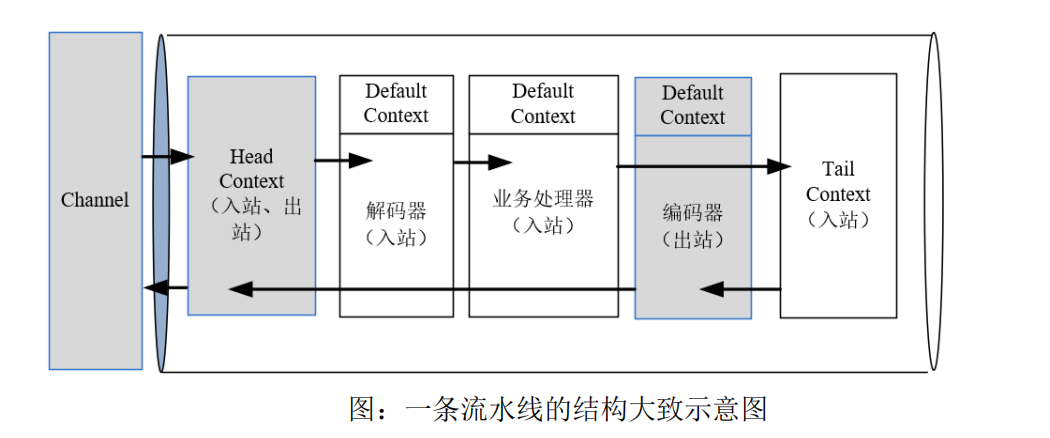 Channel
Head
Context
（入站、出
站）
Default
Context
解码器
（入站）
Default
Context
业务处理器
（入站）
Default
Context
编码器
（出站）
Tail
Context
（入站）
图：一条流水线的结构大致示意图